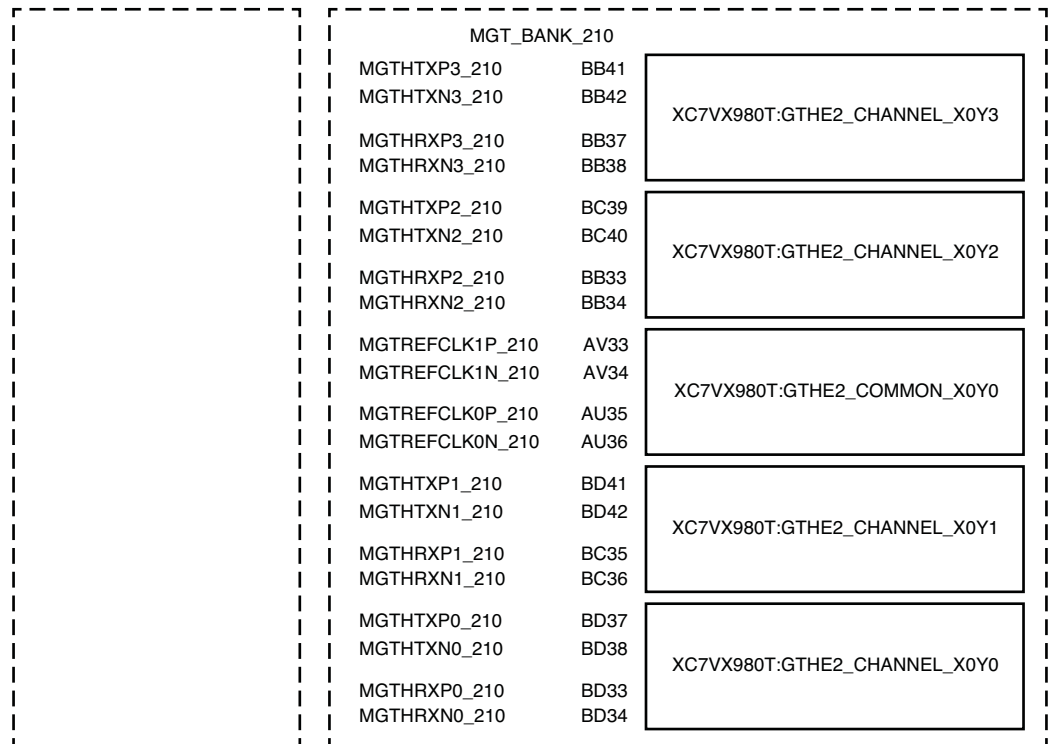 MGT_BANK_210
MGTHTXP3_210 BB41
MGTHTXN3_210 BB42
XC7VX980T:GTHE2_CHANNEL_X0Y3
MGTHRXP3_210 BB37
MGTHRXN3_210 BB38
MGTHTXP2_210 BC39
MGTHTXN2_210 BC40
XC7VX980T:GTHE2_CHANNEL_X0Y2
MGTHRXP2_210 BB33
MGTHRXN2_210 BB34
MGTREFCLK1P_210 AV33
MGTREFCLK1N_210 AV34
XC7VX980T:GTHE2_COMMON_X0Y0
MGTREFCLK0P_210 AU35
MGTREFCLK0N_210 AU36
MGTHTXP1_210 BD41
MGTHTXN1_210 BD42
XC7VX980T:GTHE2_CHANNEL_X0Y1
MGTHRXP1_210 BC35
MGTHRXN1_210 BC36
MGTHTXP0_210 BD37
MGTHTXN0_210 BD38
XC7VX980T:GTHE2_CHANNEL_X0Y0
MGTHRXP0_210 BD33
MGTHRXN0_210 BD34